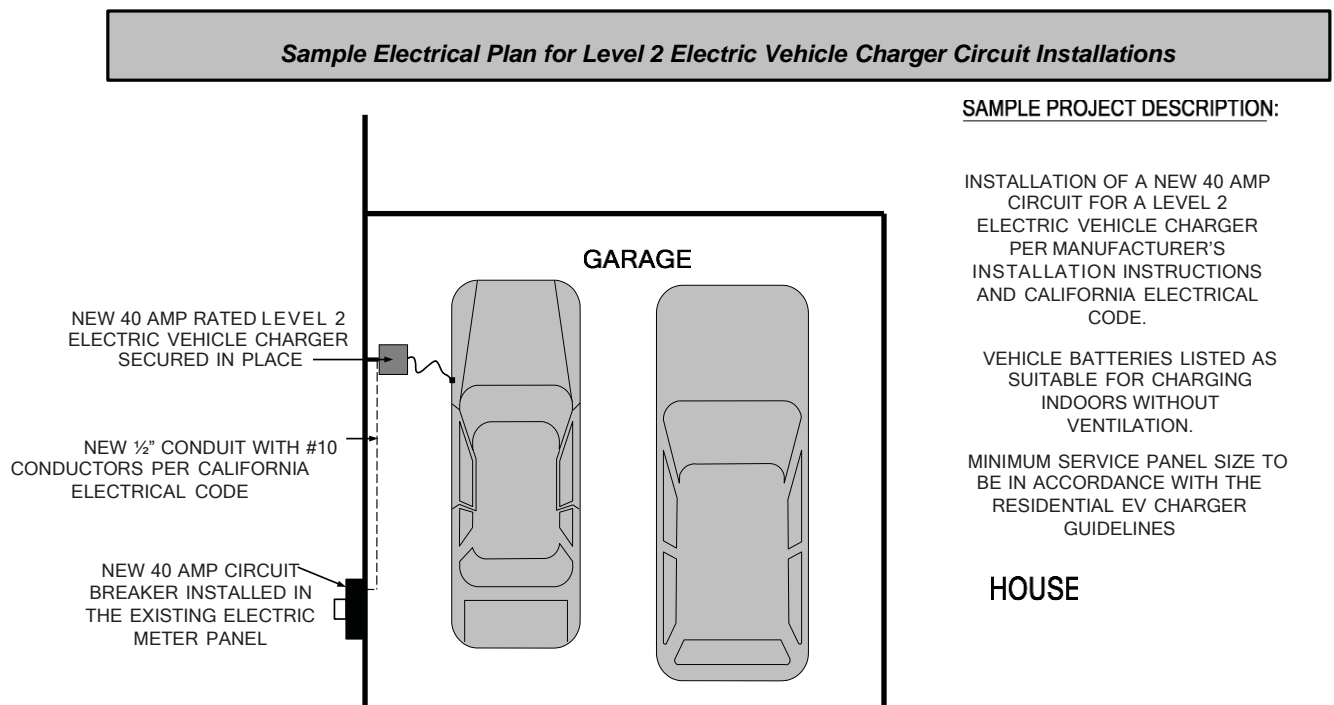 Sample Electrical Plan for Level 2 Electric Vehicle Charger Circuit Installations
SAMPLE PROJECT DESCRIPTION:
INSTALLATION OF A NEW 40 AMP
CIRCUIT FOR A LEVEL 2
ELECTRIC VEHICLE CHARGER
PER MANUFACTURER'S
INSTALLATION INSTRUCTIONS
AND CALIFORNIA ELECTRICAL
CODE.
VEHICLE BATTERIES LISTED AS
SUITABLE FOR CHARGING
INDOORS WITHOUT
VENTILATION.
MINIMUM SERVICE PANEL SIZE TO
BE IN ACCORDANCE WITH THE
RESIDENTIAL EV CHARGER
GUIDELINES
HOUSE
GARAGE
NEW 40 AMP RATED LEVEL 2
ELECTRIC VEHICLE CHARGER
SECURED IN PLACE
NEW ½" CONDUIT WITH #10
CONDUCTORS PER CALIFORNIA
ELECTRICAL CODE
NEW 40 AMP CIRCUIT
BREAKER INSTALLED IN
THE EXISTING ELECTRIC
METER PANEL